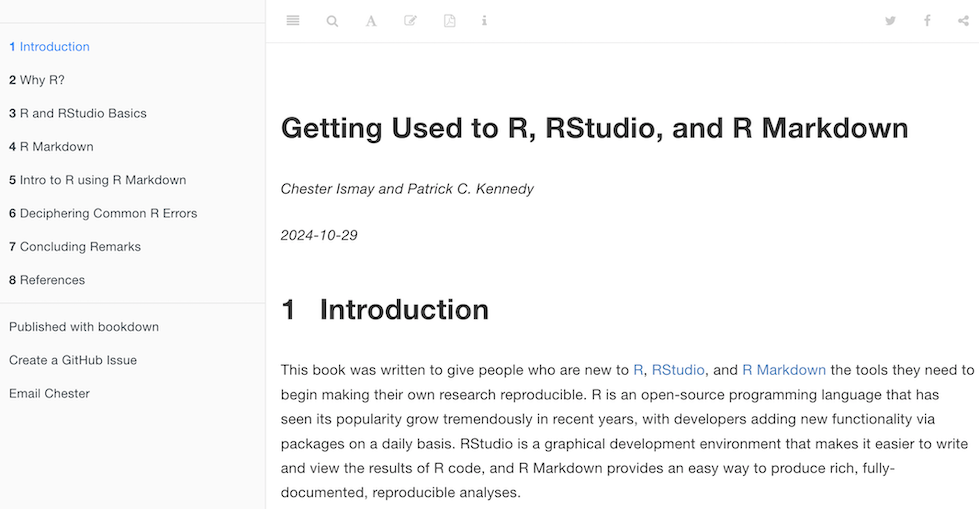 1 Introduction
2 Why R?
3 R and RStudio Basics
4 R Markdown
5 Intro to R using R Markdown
6 Deciphering Common R Errors
7 Concluding Remarks
8 References
Published with bookdown
Create a GitHub Issue
Email Chester
A
i
Getting Used to R, RStudio, and R Markdown
Chester Ismay and Patrick C. Kennedy
2024-10-29
1 Introduction
This book was written to give people who are new to R, RStudio, and R Markdown the tools they need to
begin making their own research reproducible. R is an open-source programming language that has
seen its popularity grow tremendously in recent years, with developers adding new functionality via
packages on a daily basis. RStudio is a graphical development environment that makes it easier to write
and view the results of R code, and R Markdown provides an easy way to produce rich, fully-
documented, reproducible analyses.